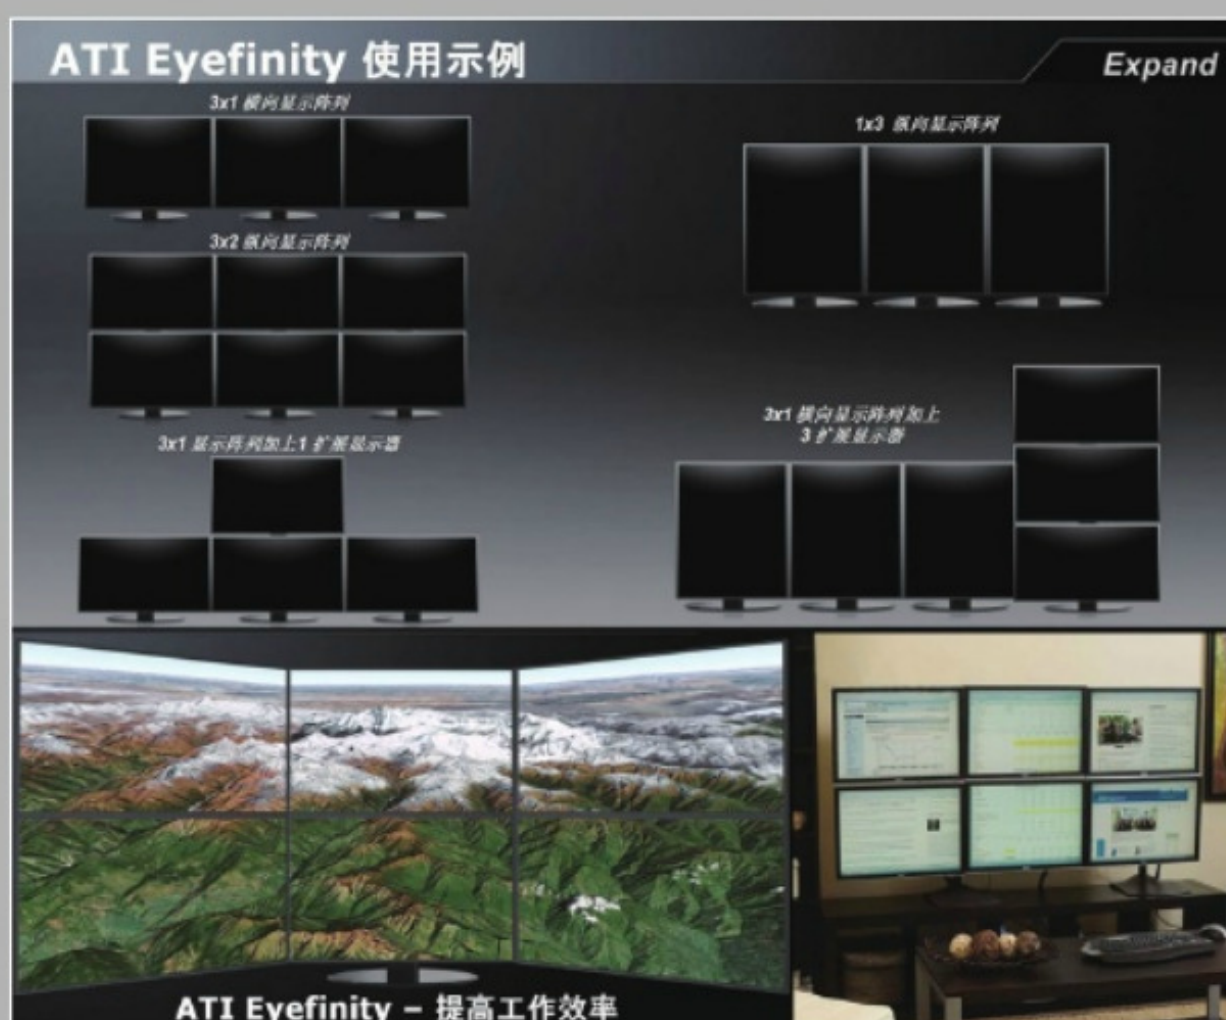 ATI Eyefinity 使用示例
Expand
3x1 横向显示阵列
1x3 纵向显示阵列
3x2 纵向显示阵列
3x1 横向显示阵列加上
3 扩展显示器
3x1 显示阵列加上1 扩展显示器
ATI Eyefinity – 提高工作效率